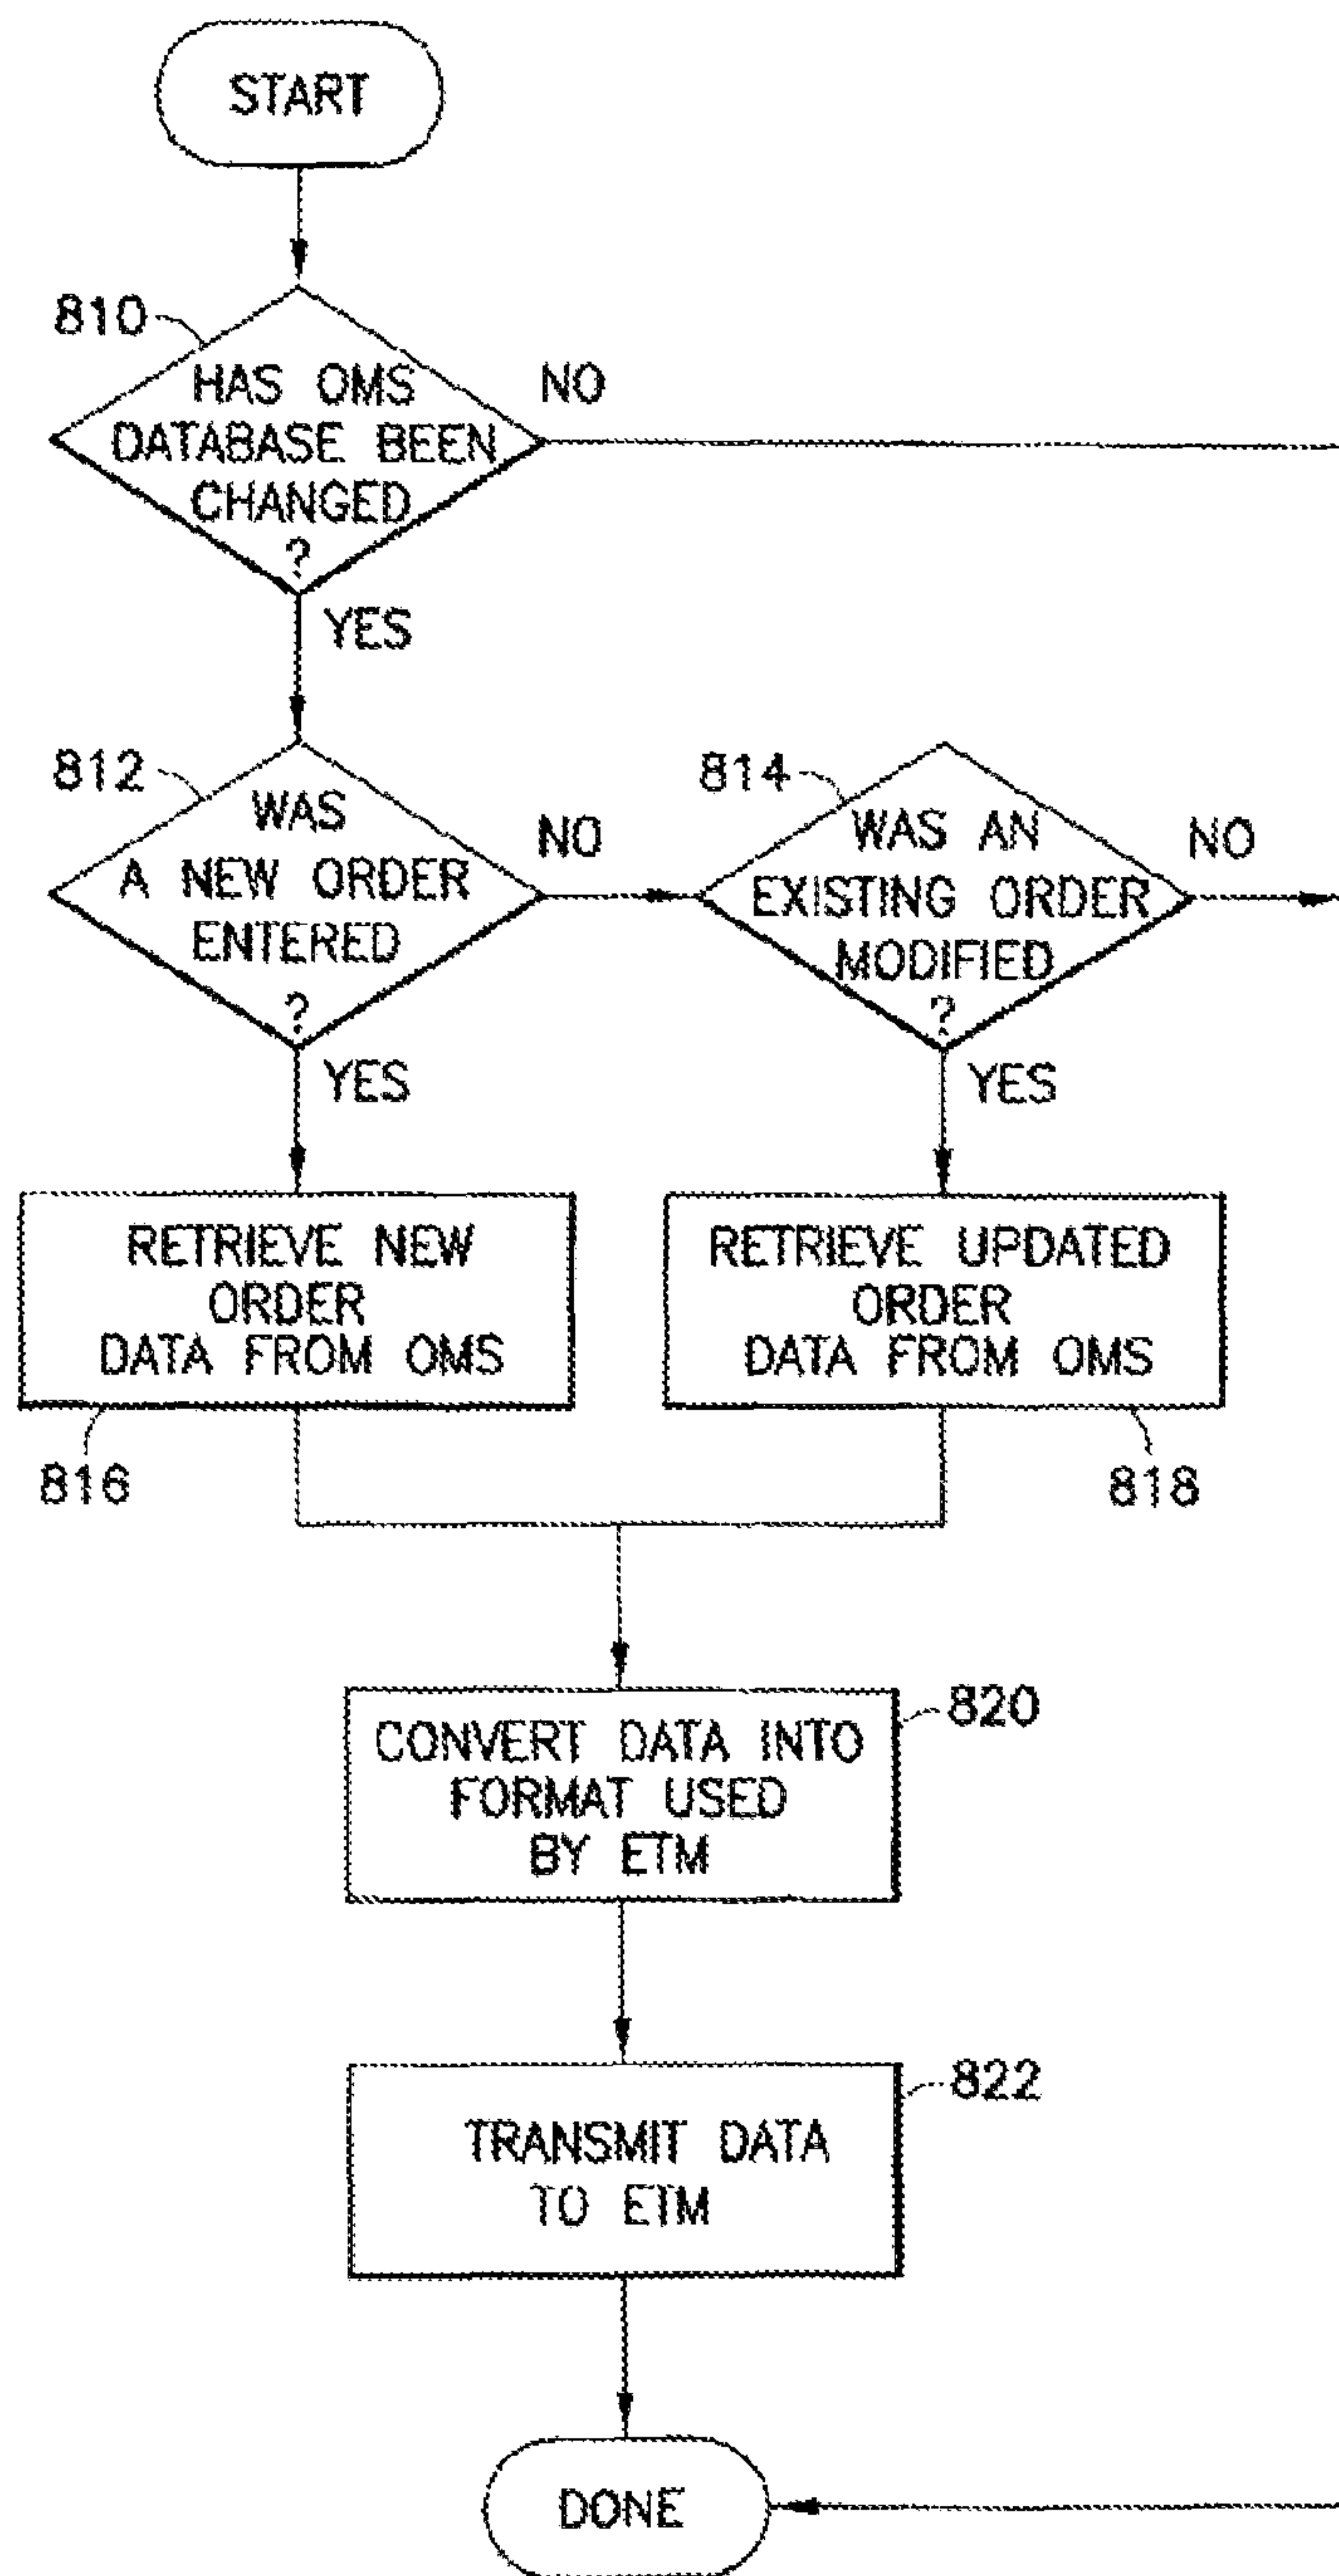 START
810
HAS OMS
DATABASE BEEN
CHANGED
?
NO
YES
812
WAS
A NEW ORDER
ENTERED
?
NO
YES
814
WAS AN
EXISTING ORDER
MODIFIED
?
NO
YES
RETRIEVE NEW
ORDER
DATA FROM OMS
816
RETRIEVE UPDATED
ORDER
DATA FROM OMS
818
CONVERT DATA INTO
FORMAT USED
BY ETM
820
TRANSMIT DATA
TO ETM
822
DONE